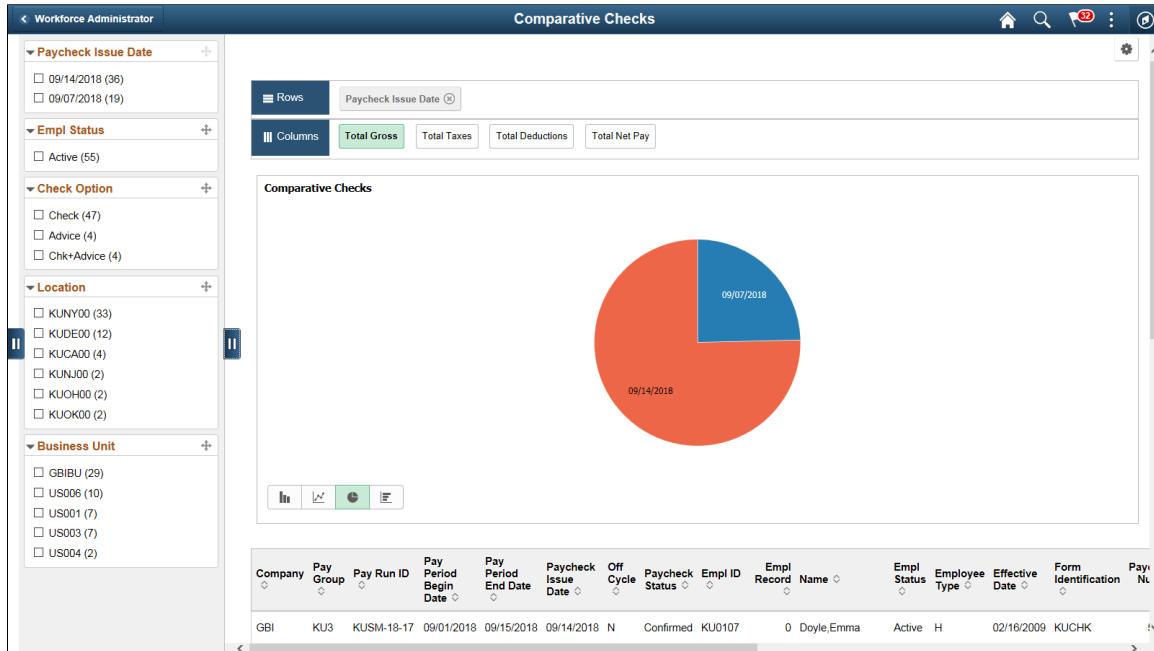 Workforce Administrator
Comparative Checks
32
Paycheck Issue Date
09/14/2018 (36)
09/07/2018 (19)
Empl Status
Active (55)
Check Option
Check (47)
Advice (4)
Chk+Advice (4)
Location
KUNY00 (33)
KUDE00 (12)
KUCA00 (4)
KUNJ00 (2)
KUOH00 (2)
KUOK00 (2)
Business Unit
GBIBU (29)
US006 (10)
US001 (7)
US003 (7)
US004 (2)
Rows Paycheck Issue Date
Columns Total Gross Total Taxes Total Deductions Total Net Pay
Comparative Checks
09/07/2018
09/14/2018
Company Pay Group Pay Run ID Pay Period Begin Date Pay Period End Date Paycheck Issue Date Off Cycle Paycheck Status Empl ID Empl Record Name Empl Status Employee Type Effective Date Form Identification
GBI KU3 KUSM-18-17 09/01/2018 09/15/2018 09/14/2018 N Confirmed KU0107 0 Doyle,Emma Active H 02/16/2009 KUCHK